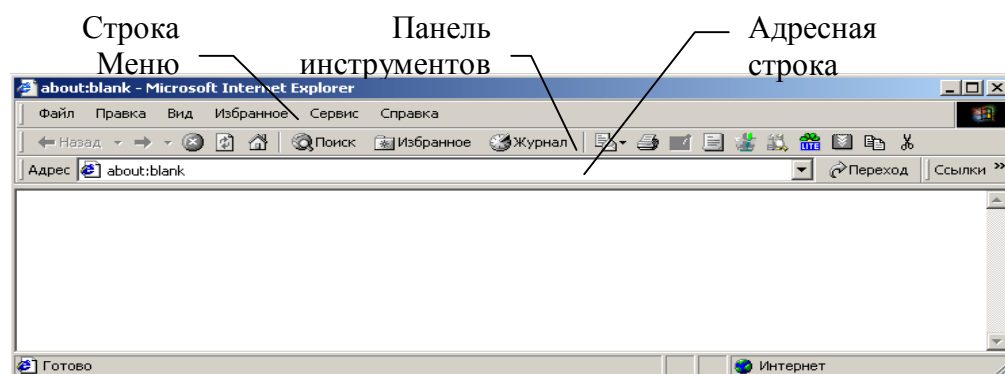 Строка Меню
Панель инструментов
Адресная строка
about:blank - Microsoft Internet Explorer
Файл Правка Вид Избранное Сервис Справка
Назад Поиск Избранное Журнал
Адрес about:blank Переход Ссылки »
Готово Интернет